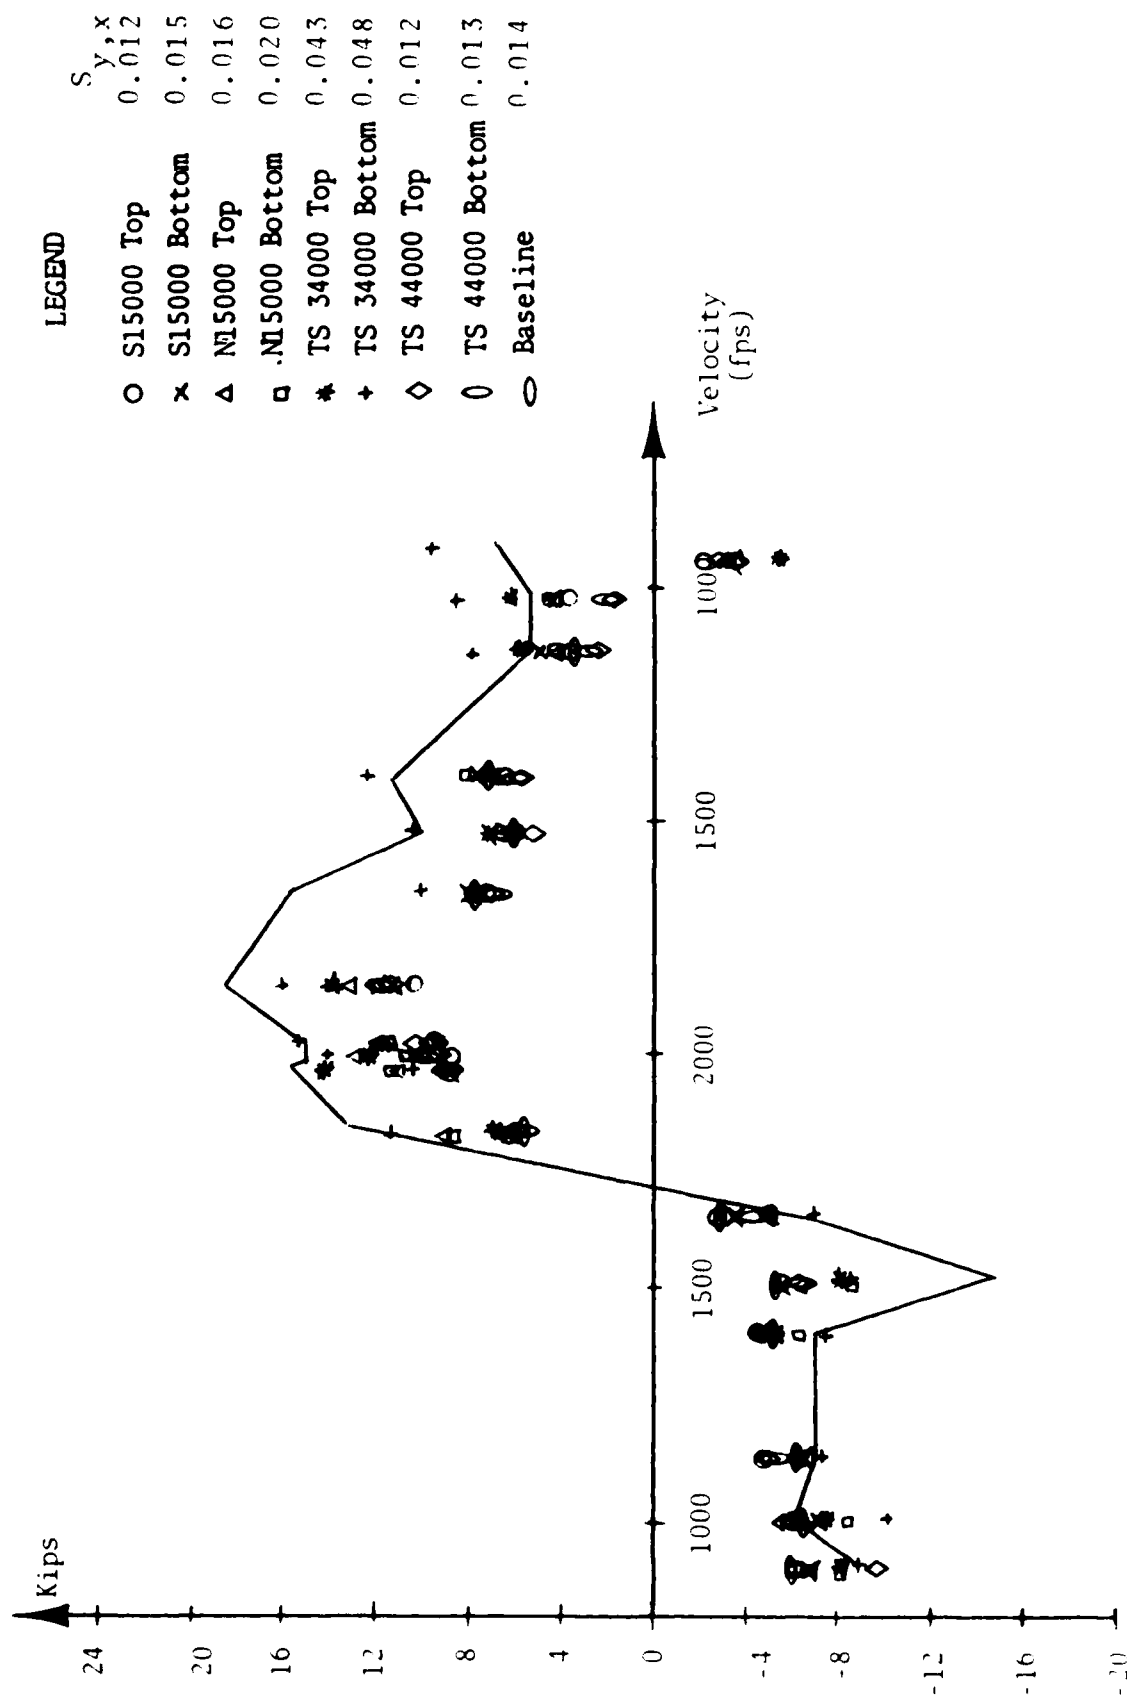 LEGEND
S
y,x
○ S15000 Top 0.012
× S15000 Bottom 0.015
△ N15000 Top 0.016
□ .N15000 Bottom 0.020
* TS 34000 Top 0.043
+ TS 34000 Bottom 0.048
◇ TS 44000 Top 0.012
TS 44000 Bottom 0.013
Baseline 0.014
Kips
24
20
16
12
8
4
0
-4
-8
-12
-16
-20
1000
1500
2000
1500
1000
Velocity
(fps)